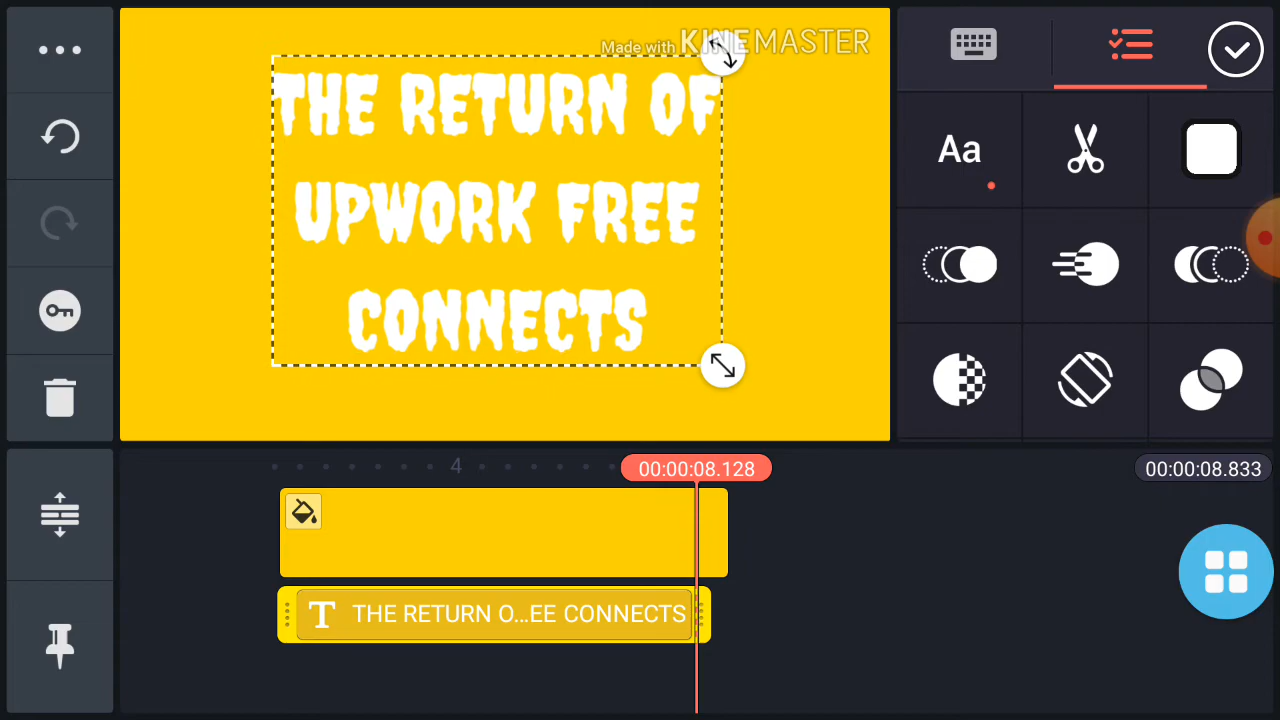 Made with KINEMASTER
THE RETURN OF
UPWORK FREE
CONNECTS
Aa
4
00:00:08.128
00:00:08.833
T THE RETURN O...EE CONNECTS